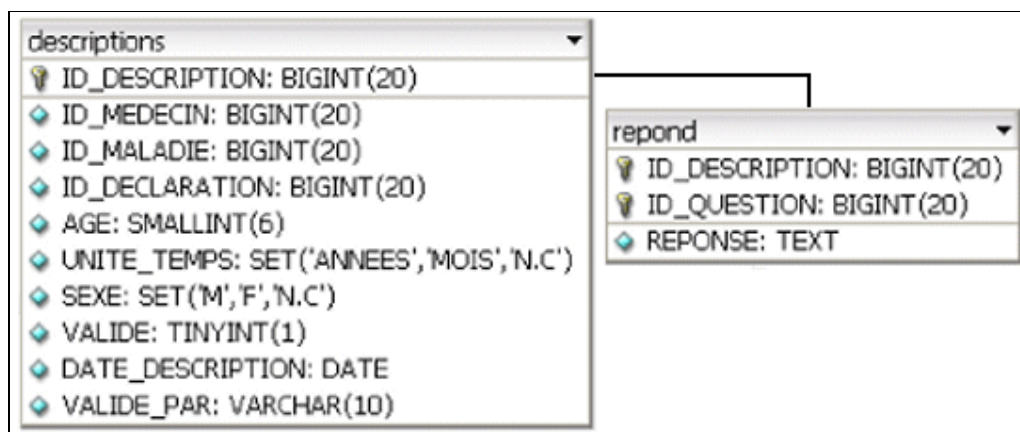 descriptions
ID_DESCRIPTION: BIGINT(20)
ID_MEDECIN: BIGINT(20)
ID_MALADIE: BIGINT(20)
ID_DECLARATION: BIGINT(20)
AGE: SMALLINT(6)
UNITE_TEMPS: SET('ANNEES','MOIS','N.C')
SEXE: SET('M','F','N.C')
VALIDE: TINYINT(1)
DATE_DESCRIPTION: DATE
VALIDE_PAR: VARCHAR(10)
repond
ID_DESCRIPTION: BIGINT(20)
ID_QUESTION: BIGINT(20)
REPONSE: TEXT